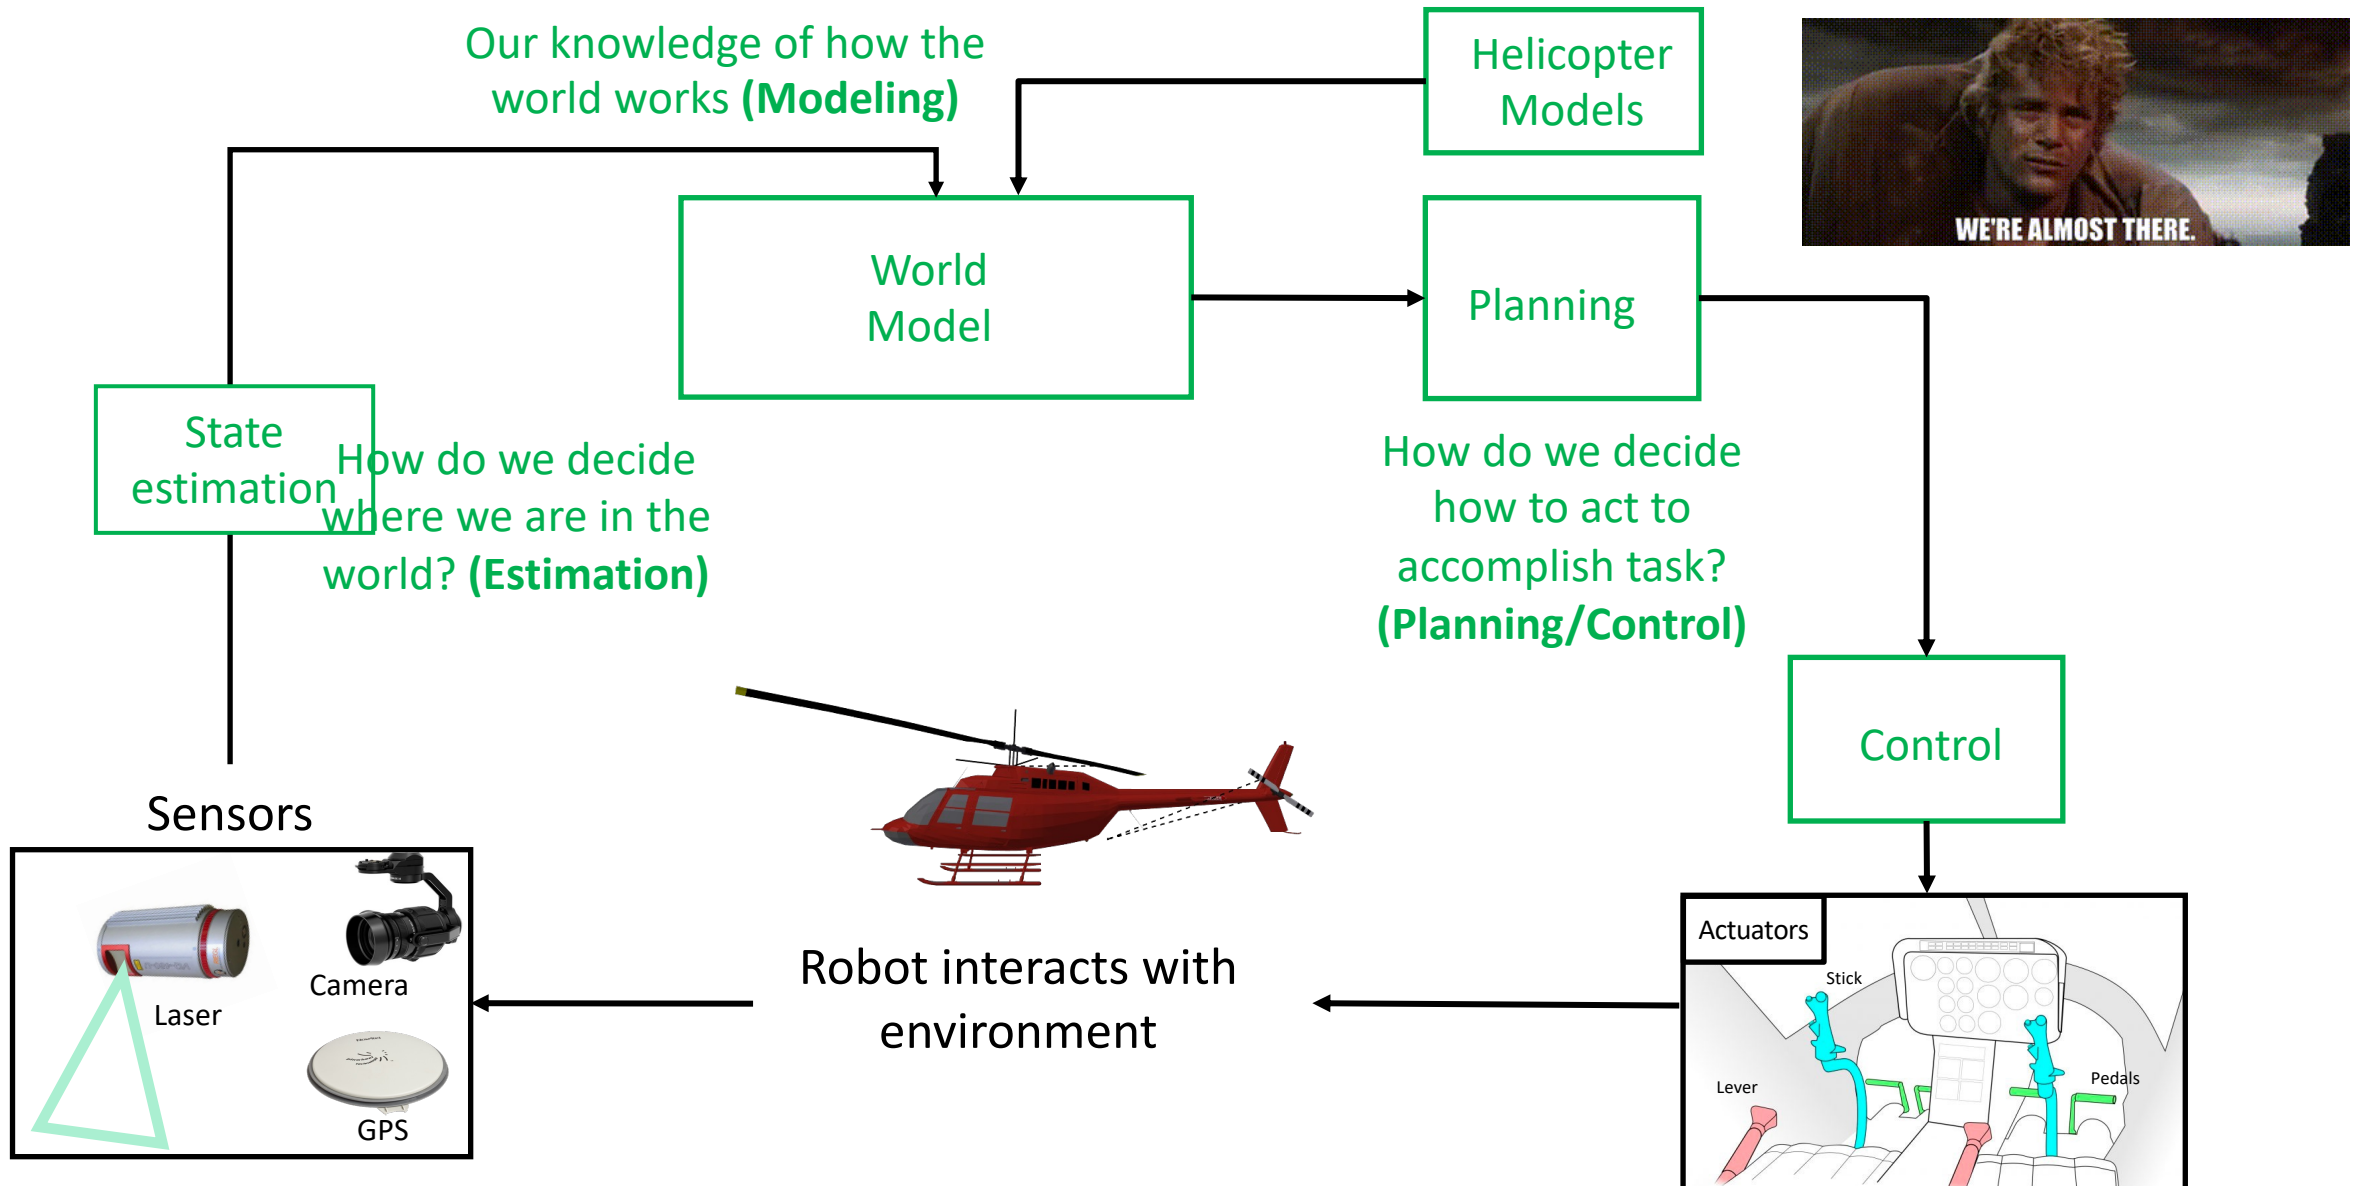 Our knowledge of how the
world works (Modeling)
Helicopter
Models
WE'RE ALMOST THERE.
World
Model
Planning
State
estimation
How do we decide
where we are in the
world? (Estimation)
How do we decide
how to act to
accomplish task?
(Planning/Control)
Control
Sensors
Camera
Laser
GPS
Robot interacts with
environment
Actuators
Stick
Lever
Pedals